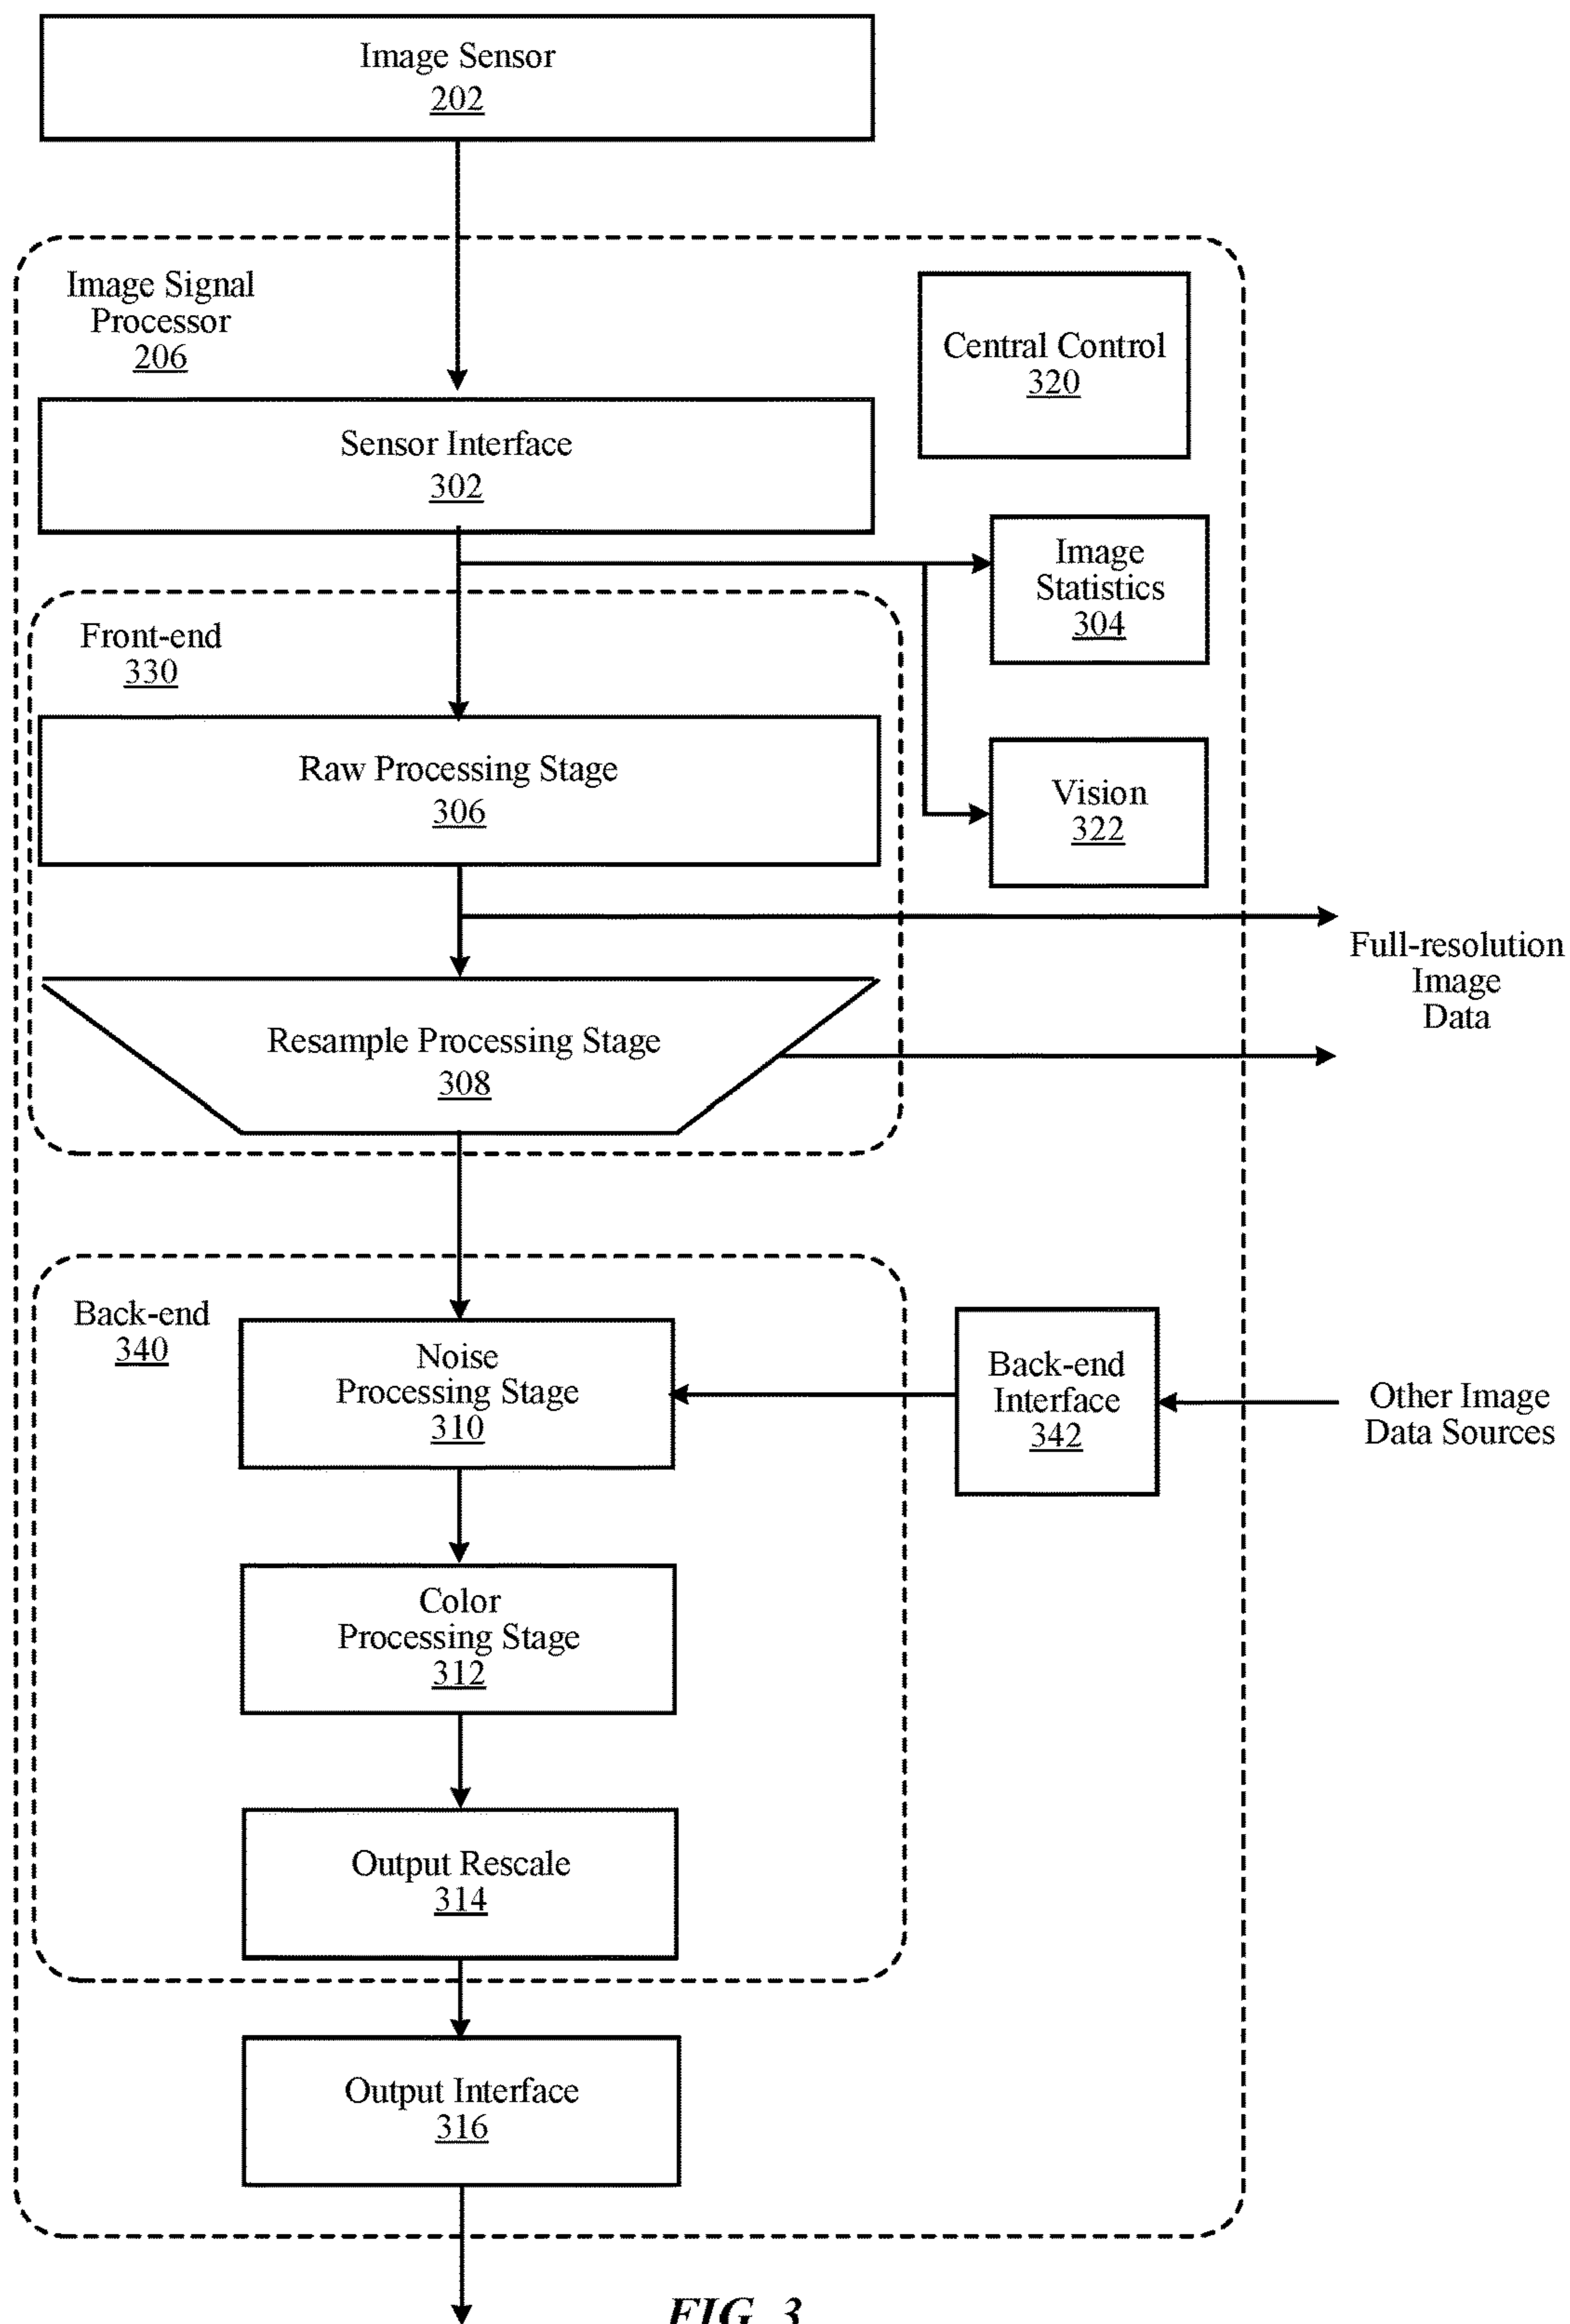 Image Sensor
202
Image Signal
Processor
206
Central Control
320
Sensor Interface
302
Image
Statistics
304
Front-end
330
Raw Processing Stage
306
Vision
322
Full-resolution
Image
Data
Resample Processing Stage
308
Back-end
340
Noise
Processing Stage
310
Back-end
Interface
342
Other Image
Data Sources
Color
Processing Stage
312
Output Rescale
314
Output Interface
316
FIG. 3